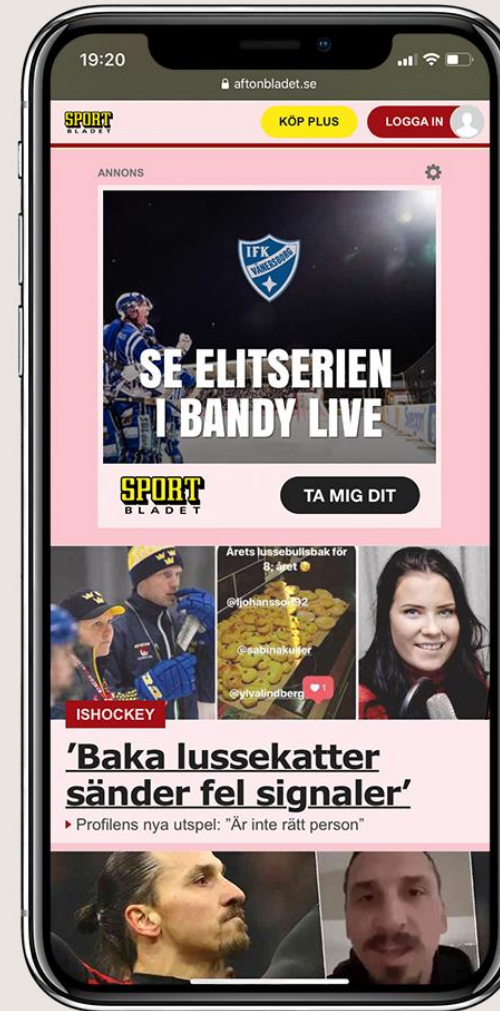 19:20
aftonbladet.se
SPORT
BLADET
KÖP PLUS
LOGGA IN
ANNONS
IFK
VÄNERSBORG
SE ELITSERIEN
I BANDY LIVE
SPORT
BLADET
TA MIG DIT
Årets lussebullsbak för
8; året
@ljohansson92
@sabinakuller
@ylvalindberg
1
ISHOCKEY
’Baka lussekatter
sänder fel signaler’
Profilens nya utspel: ”Är inte rätt person”